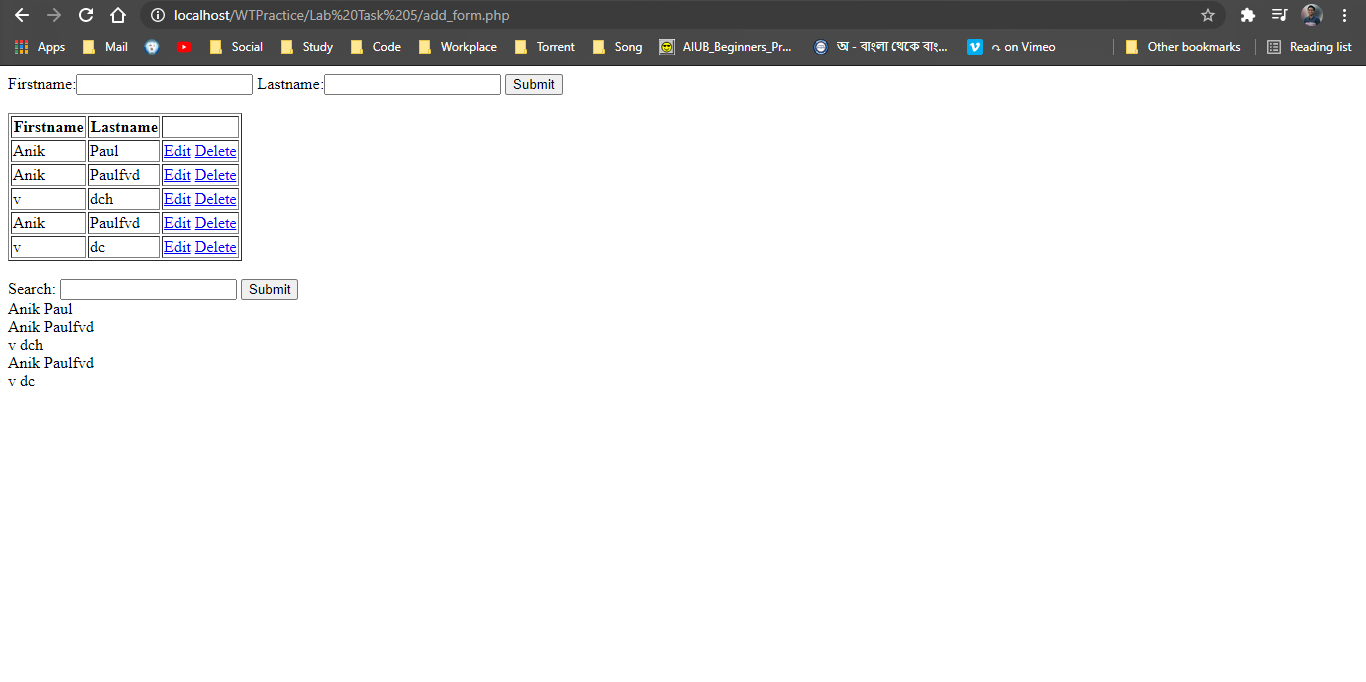 localhost/WTPractice/Lab%20Task%205/add_form.php
Apps Mail Social Study Code Workplace Torrent Song AIUB_Beginners_Pr... অ - বাংলা থেকে বাং... on Vimeo Other bookmarks Reading list
Firstname: Lastname: Submit
Firstname Lastname
Anik Paul Edit Delete
Anik Paulfvd Edit Delete
v dch Edit Delete
Anik Paulfvd Edit Delete
v dc Edit Delete
Search: Submit
Anik Paul
Anik Paulfvd
v dch
Anik Paulfvd
v dc